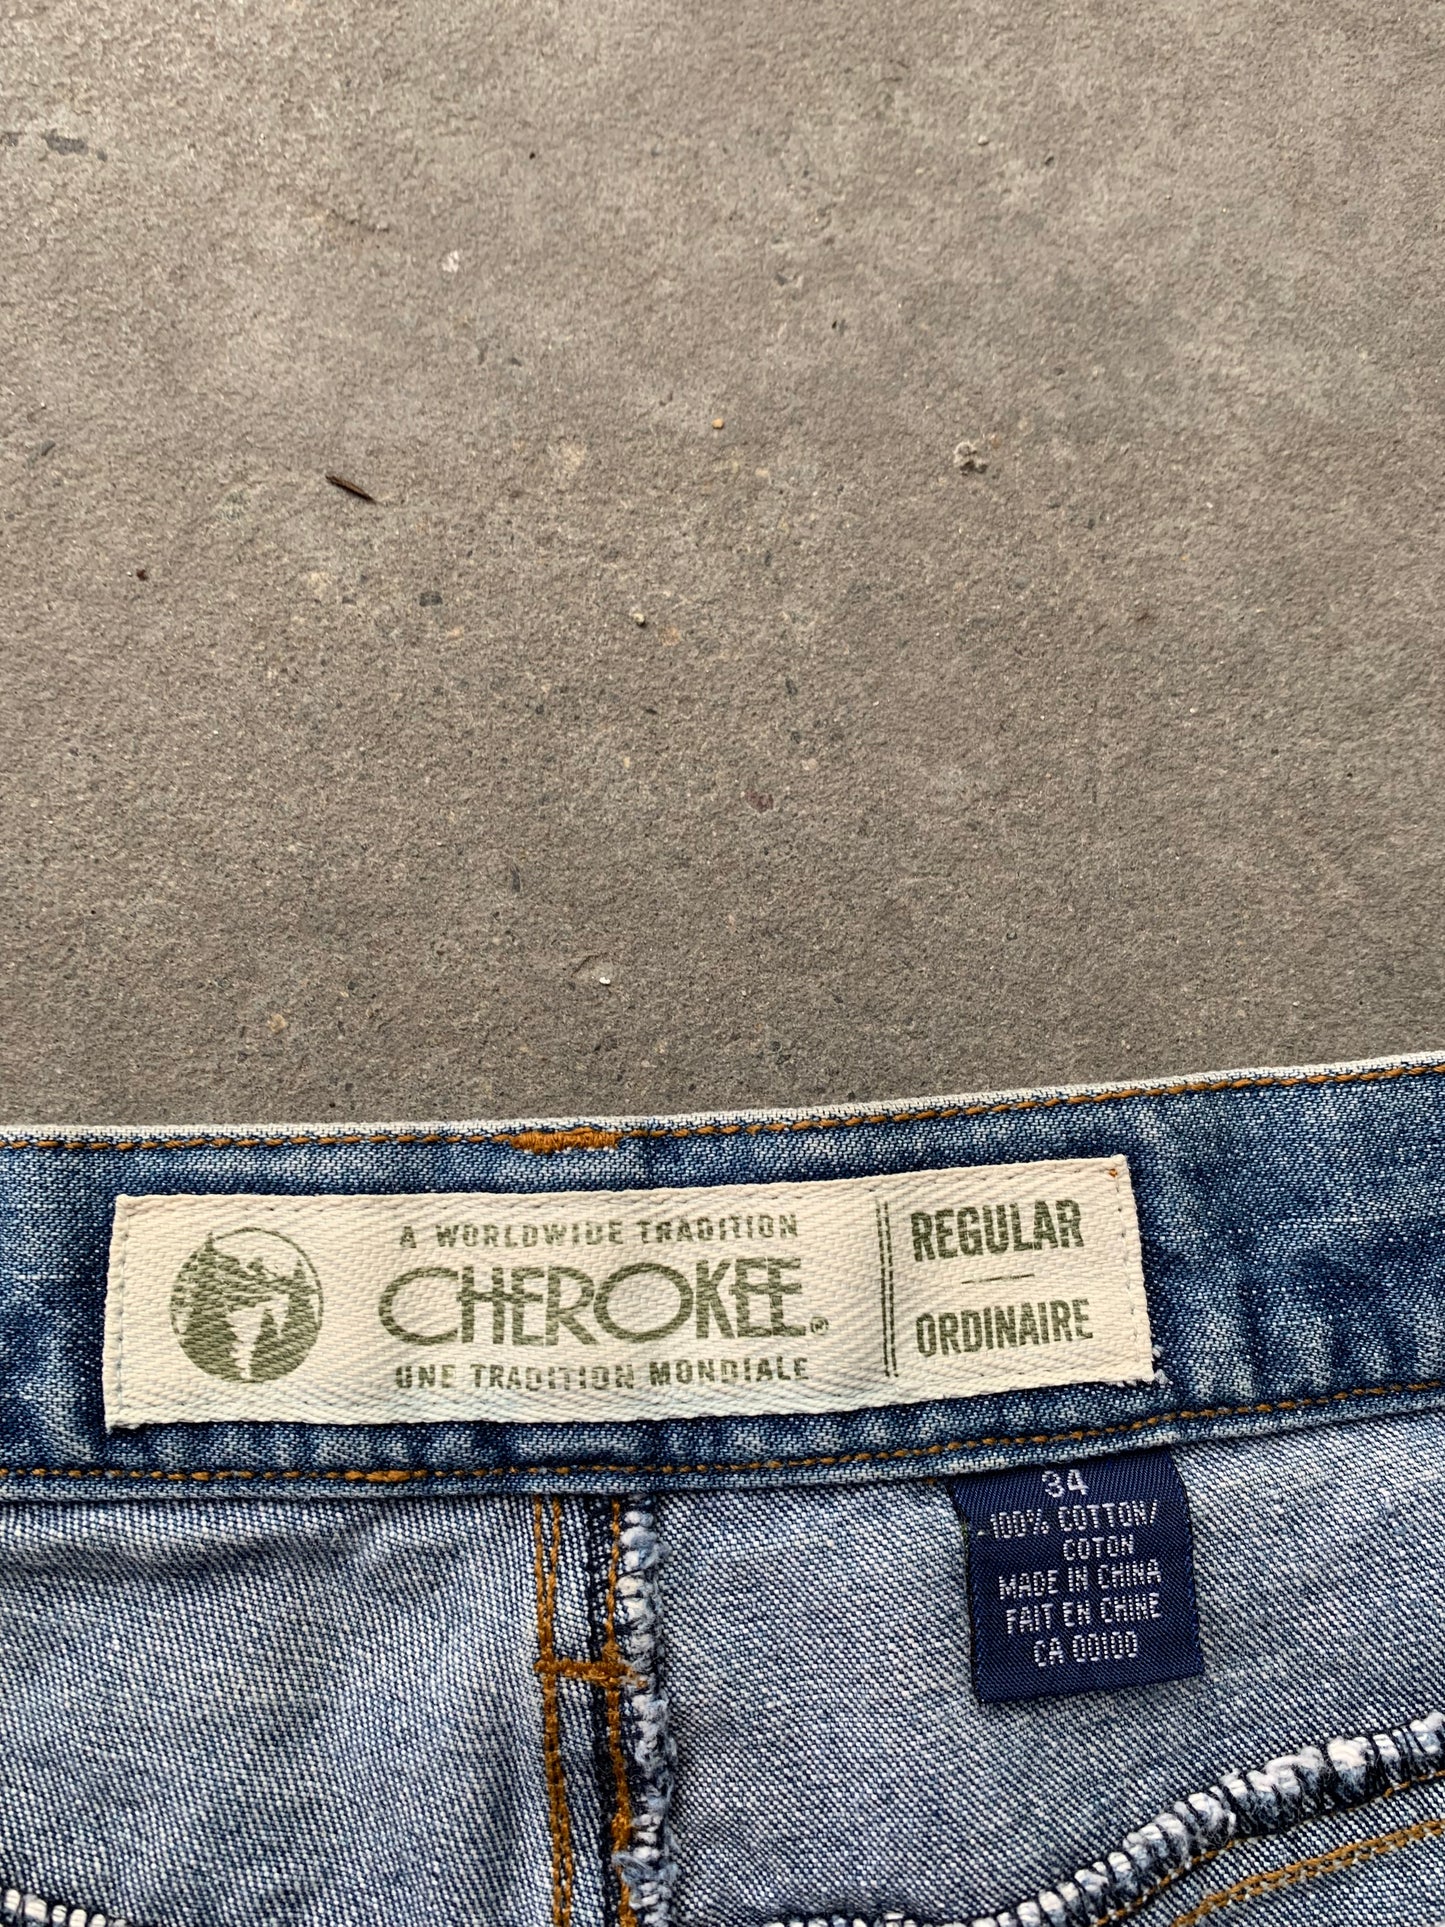 A WORLDWIDE TRADITION
CHEROKEE®
UNE TRADITION MONDIALE
REGULAR
ORDINAIRE
34
100% COTTON/
COTON
MADE IN CHINA
FAIT EN CHINE
CA 00100